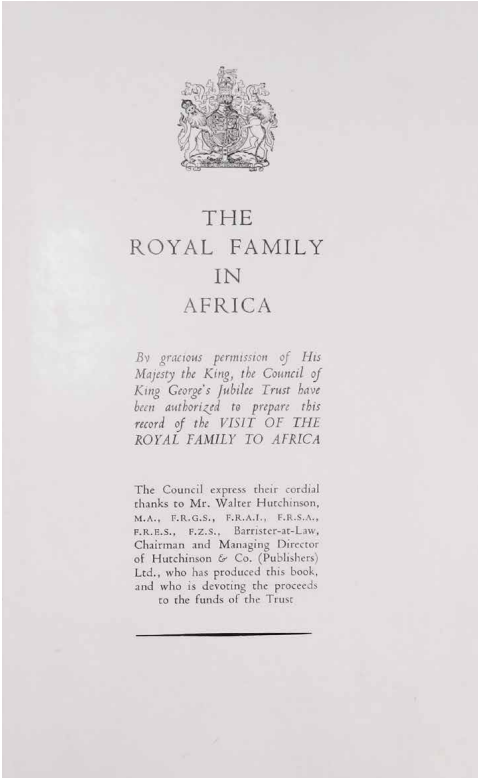 THE
ROYAL FAMILY
IN
AFRICA
By gracious permission of His
Majesty the King, the Council of
King George's Jubilee Trust have
been authorized to prepare this
record of the VISIT OF THE
ROYAL FAMILY TO AFRICA
The Council express their cordial
thanks to Mr. Walter Hutchinson,
M.A., F.R.G.S., F.R.A.I., F.R.S.A.,
F.R.E.S., F.Z.S., Barrister-at-Law,
Chairman and Managing Director
of Hutchinson & Co. (Publishers)
Ltd., who has produced this book,
and who is devoting the proceeds
to the funds of the Trust